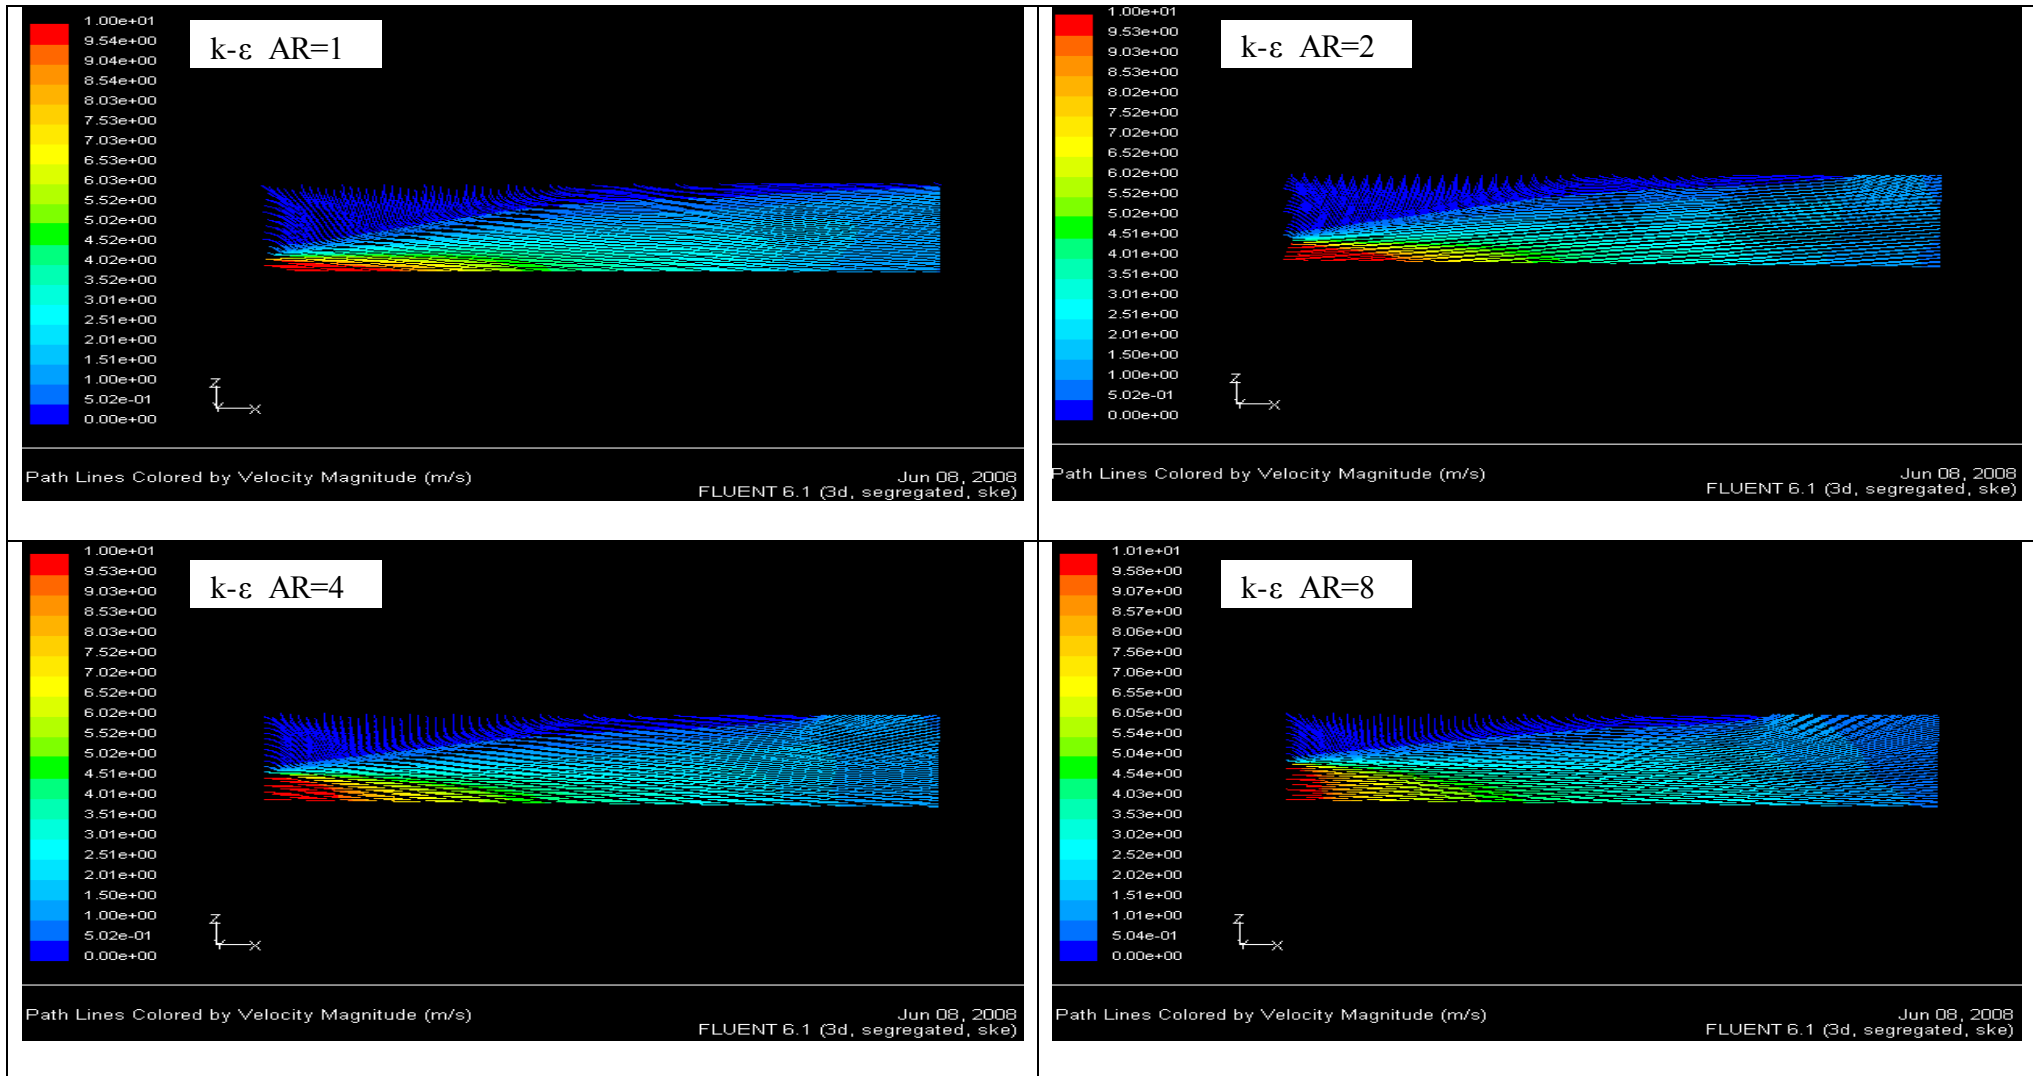 k-ε AR=1
1.00e+01
9.54e+00
9.04e+00
8.54e+00
8.03e+00
7.53e+00
7.03e+00
6.53e+00
6.03e+00
5.52e+00
5.02e+00
4.52e+00
4.02e+00
3.52e+00
3.01e+00
2.51e+00
2.01e+00
1.51e+00
1.00e+00
5.02e-01
0.00e+00
Z
Y
X
Path Lines Colored by Velocity Magnitude (m/s)
Jun 08, 2008
FLUENT 6.1 (3d, segregated, ske)
k-ε AR=2
1.00e+01
9.53e+00
9.03e+00
8.53e+00
8.02e+00
7.52e+00
7.02e+00
6.52e+00
6.02e+00
5.52e+00
5.02e+00
4.51e+00
4.01e+00
3.51e+00
3.01e+00
2.51e+00
2.01e+00
1.50e+00
1.00e+00
5.02e-01
0.00e+00
Z
Y
X
Path Lines Colored by Velocity Magnitude (m/s)
Jun 08, 2008
FLUENT 6.1 (3d, segregated, ske)
k-ε AR=4
1.00e+01
9.53e+00
9.03e+00
8.53e+00
8.03e+00
7.52e+00
7.02e+00
6.52e+00
6.02e+00
5.52e+00
5.02e+00
4.51e+00
4.01e+00
3.51e+00
3.01e+00
2.51e+00
2.01e+00
1.50e+00
1.00e+00
5.02e-01
0.00e+00
Z
Y
X
Path Lines Colored by Velocity Magnitude (m/s)
Jun 08, 2008
FLUENT 6.1 (3d, segregated, ske)
k-ε AR=8
1.01e+01
9.58e+00
9.07e+00
8.57e+00
8.06e+00
7.56e+00
7.06e+00
6.55e+00
6.05e+00
5.54e+00
5.04e+00
4.54e+00
4.03e+00
3.53e+00
3.02e+00
2.52e+00
2.02e+00
1.51e+00
1.01e+00
5.04e-01
0.00e+00
Z
Y
X
Path Lines Colored by Velocity Magnitude (m/s)
Jun 08, 2008
FLUENT 6.1 (3d, segregated, ske)